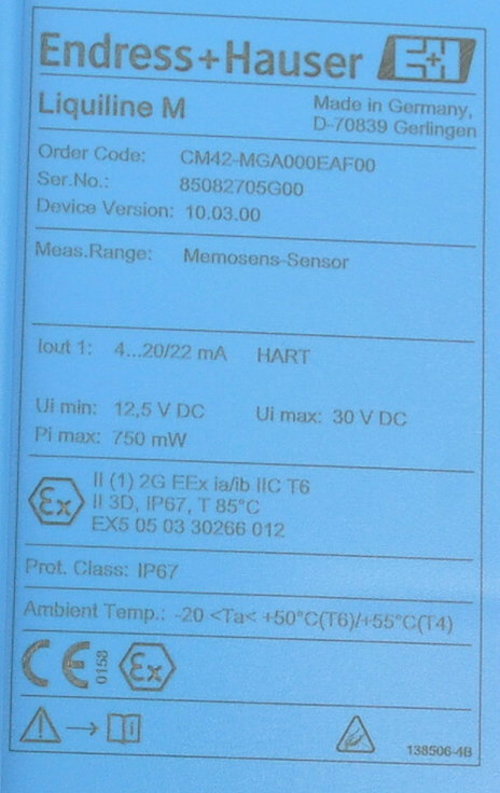 Endress+Hauser E+H
Liquiline M
Made in Germany,
D-70839 Gerlingen
Order Code: CM42-MGA000EAF00
Ser.No.: 85082705G00
Device Version: 10.03.00
Meas.Range: Memosens-Sensor
Iout 1: 4...20/22 mA HART
Ui min: 12,5 V DC Ui max: 30 V DC
Pi max: 750 mW
Ex
II (1) 2G EEx ia/ib IIC T6
II 3D, IP67, T 85°C
EX5 05 03 30266 012
Prot. Class: IP67
Ambient Temp.: -20 <Ta< +50°C(T6)/+55°C(T4)
CE 0158 Ex
i
138506-4B